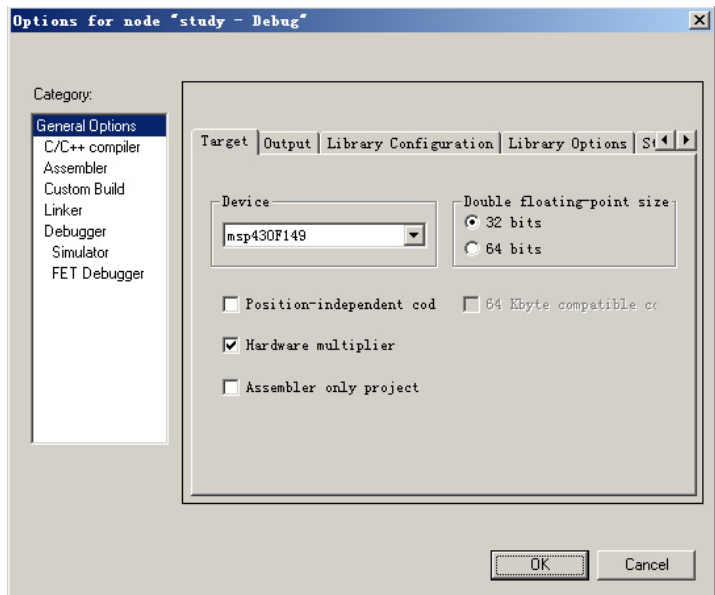 Options for node "study - Debug"
Category:
General Options
C/C++ compiler
Assembler
Custom Build
Linker
Debugger
Simulator
FET Debugger
Target Output Library Configuration Library Options St
Device
msp430F149
Double floating-point size
32 bits
64 bits
Position-independent cod
64 Kbyte compatible co
Hardware multiplier
Assembler only project
OK Cancel